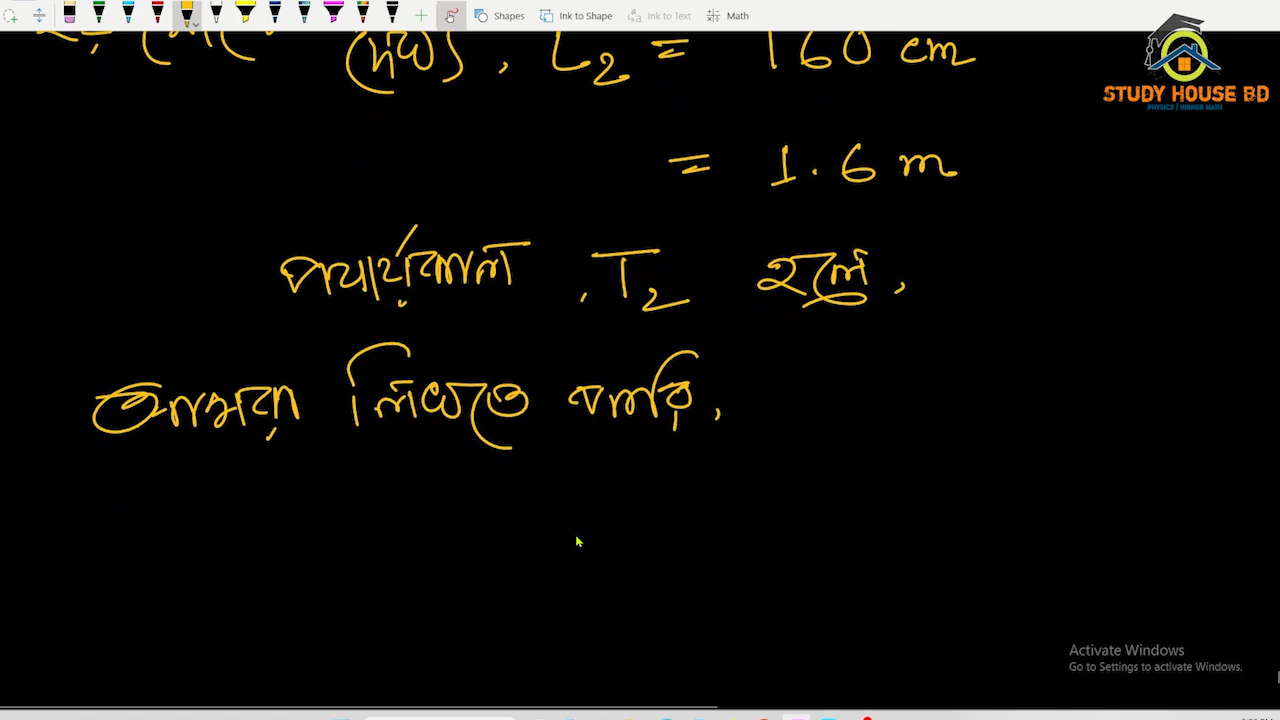 Shapes Ink to Shape Ink to Text Math
দৈর্ঘ্য, L₂ = 160 cm
STUDY HOUSE BD
PHYSICS | HIGHER MATH
= 1.6 m
পর্যায়কাল, T₂ হলে,
আমরা লিখতে পারি,
Activate Windows
Go to Settings to activate Windows.